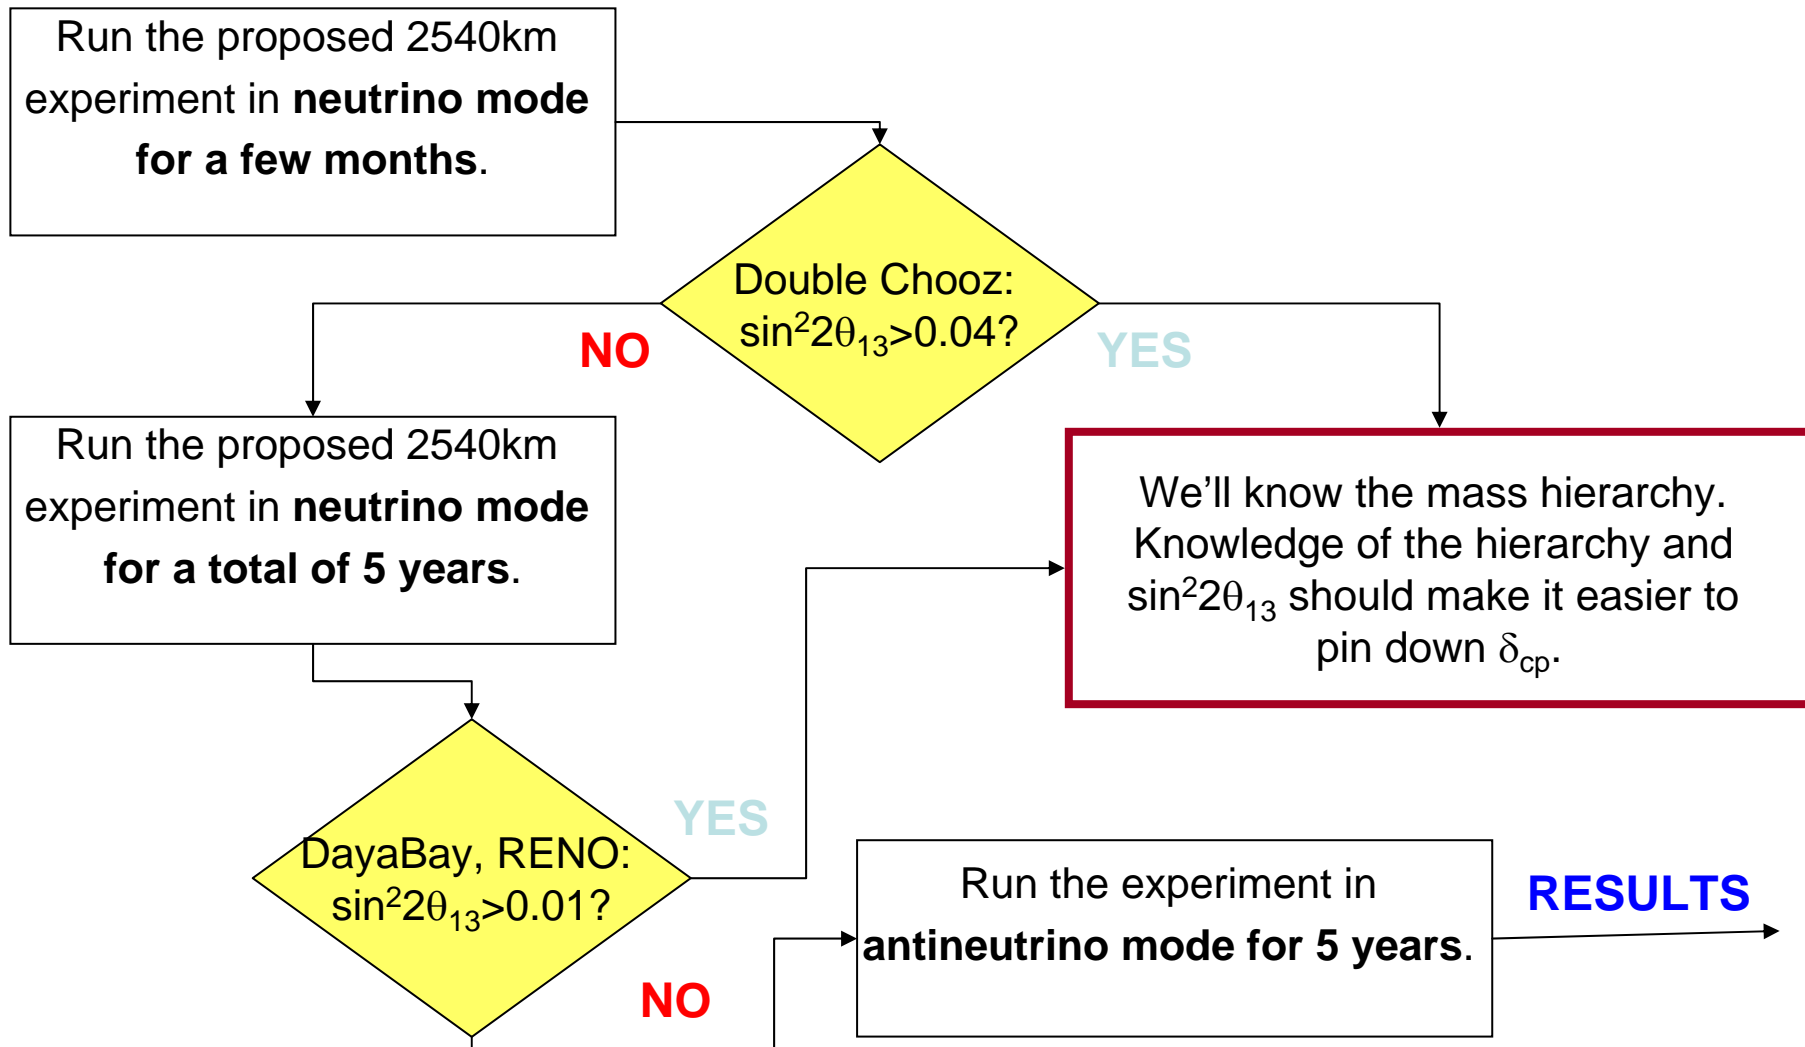 Run the proposed 2540km
experiment in neutrino mode
for a few months.
Double Chooz:
sin²2θ₁₃>0.04?
NO
YES
Run the proposed 2540km
experiment in neutrino mode
for a total of 5 years.
We’ll know the mass hierarchy.
Knowledge of the hierarchy and
sin²2θ₁₃ should make it easier to
pin down δcp.
DayaBay, RENO:
sin²2θ₁₃>0.01?
YES
NO
Run the experiment in
antineutrino mode for 5 years.
RESULTS